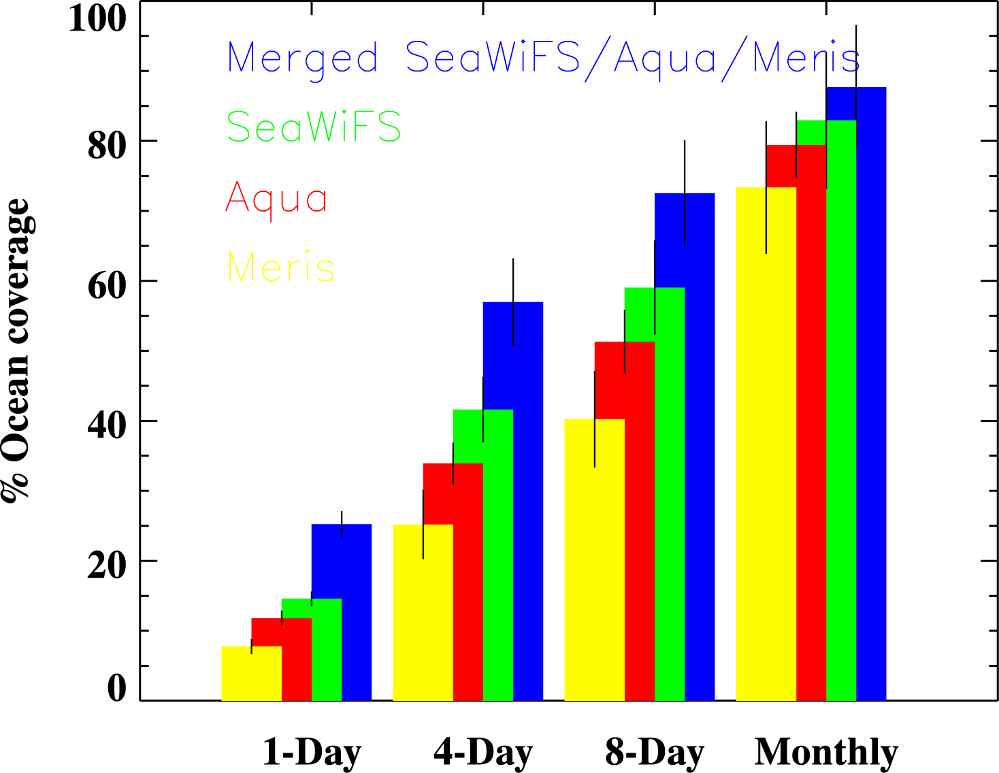 100
80
60
40
20
0
% Ocean coverage
Merged SeaWiFS/Aqua/Meris
SeaWiFS
Aqua
Meris
1-Day
4-Day
8-Day
Monthly